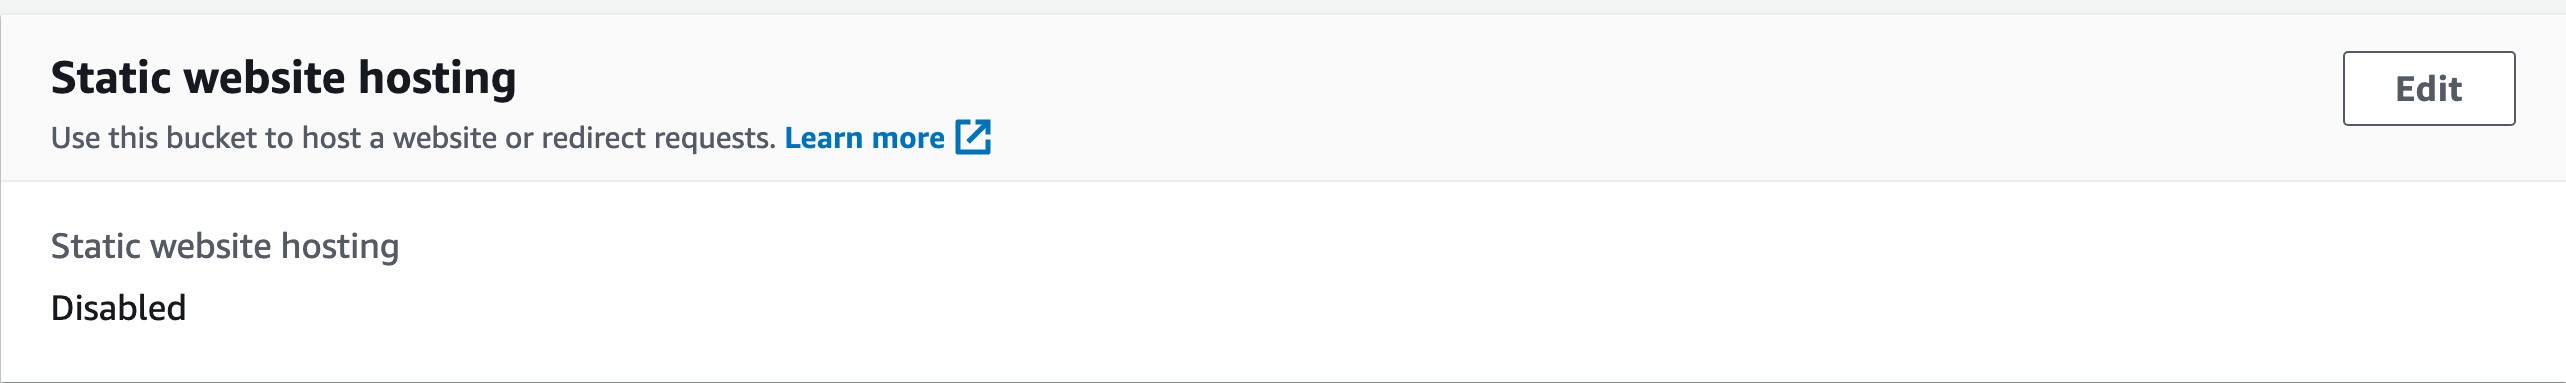 Static website hosting
Edit
Use this bucket to host a website or redirect requests. Learn more
Static website hosting
Disabled